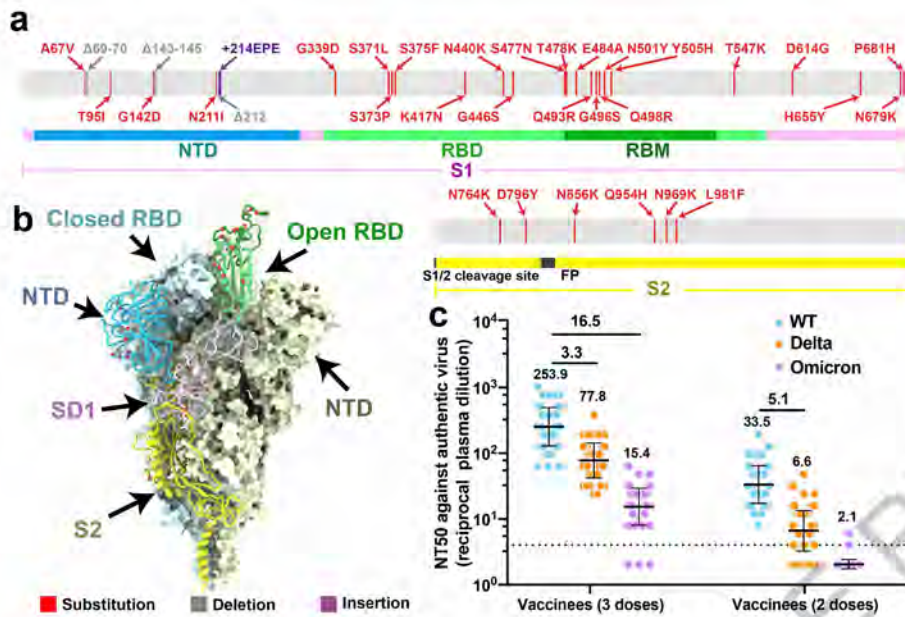 a
A67V Δ69-70 Δ143-145 +214EPE G339D S371L S375F N440K S477N T478K E484A N501Y Y505H T547K D614G P681H
T95I G142D N211I Δ212 S373P K417N G446S Q493R G496S Q498R H655Y N679K
NTD RBD RBM
S1
N764K D796Y N856K Q954H N969K L981F
S1/2 cleavage site FP
S2
b
Closed RBD
Open RBD
NTD
SD1
NTD
S2
Substitution Deletion Insertion
c
NT50 against authentic virus
(reciprocal plasma dilution)
10⁴
10³
10²
10¹
10⁰
WT
Delta
Omicron
16.5
3.3
253.9
77.8
15.4
5.1
33.5
6.6
2.1
Vaccinees (3 doses) Vaccinees (2 doses)